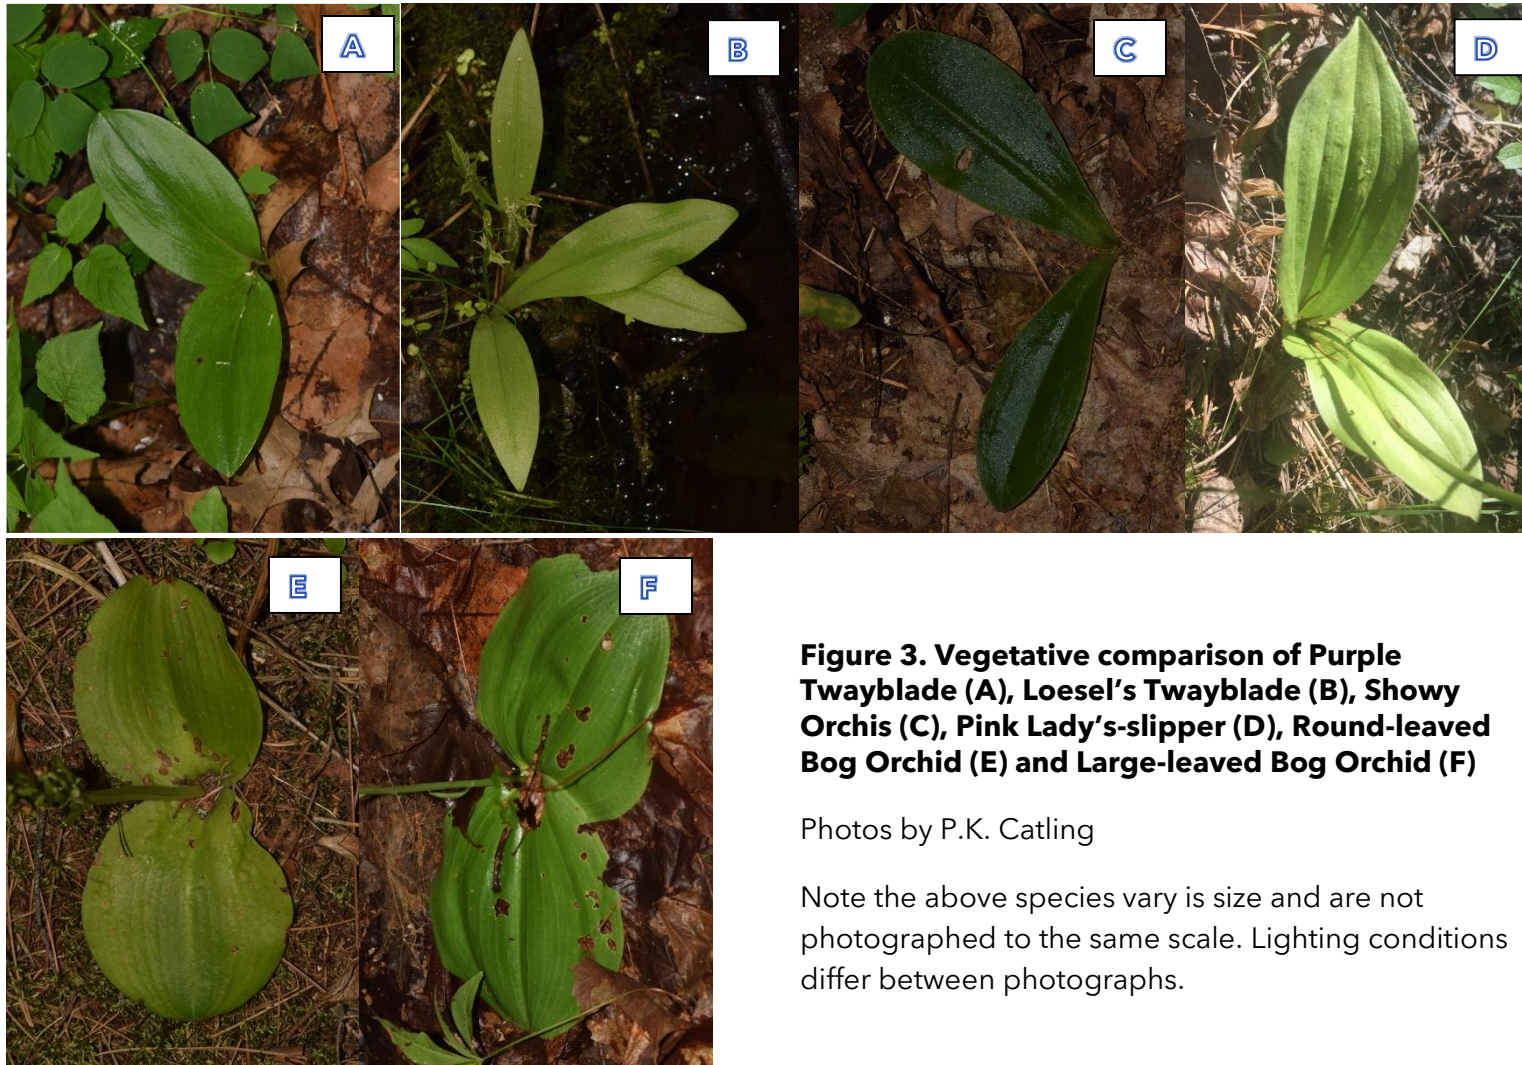 A
B
C
D
E
F
Figure 3. Vegetative comparison of Purple
Twayblade (A), Loesel’s Twayblade (B), Showy
Orchis (C), Pink Lady’s-slipper (D), Round-leaved
Bog Orchid (E) and Large-leaved Bog Orchid (F)
Photos by P.K. Catling
Note the above species vary is size and are not
photographed to the same scale. Lighting conditions
differ between photographs.